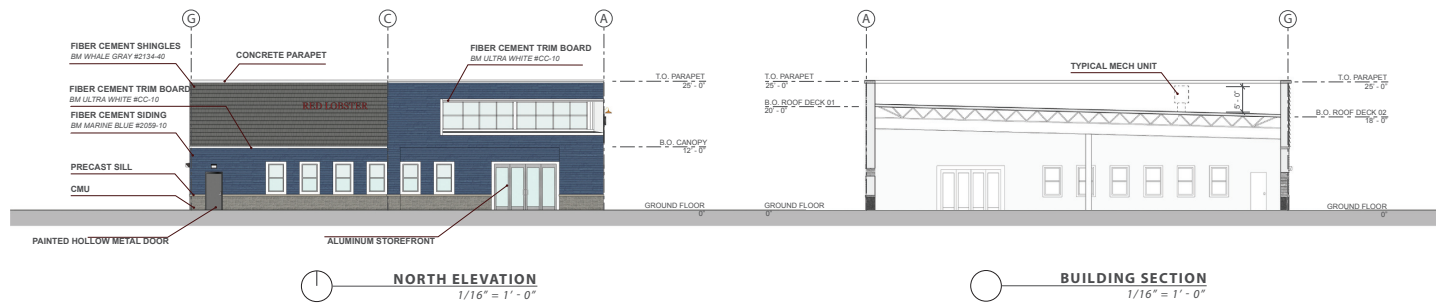 G
C
A
FIBER CEMENT SHINGLES
BM WHALE GRAY #2134-40
CONCRETE PARAPET
FIBER CEMENT TRIM BOARD
BM ULTRA WHITE #CC-10
FIBER CEMENT TRIM BOARD
BM ULTRA WHITE #CC-10
FIBER CEMENT SIDING
BM MARINE BLUE #2059-10
RED LOBSTER
T.O. PARAPET
25' - 0"
B.O. CANOPY
12' - 0"
PRECAST SILL
CMU
GROUND FLOOR
0"
PAINTED HOLLOW METAL DOOR
ALUMINUM STOREFRONT
NORTH ELEVATION
1/16" = 1' - 0"
A
G
T.O. PARAPET
25' - 0"
B.O. ROOF DECK 01
20' - 0"
TYPICAL MECH UNIT
5' - 0"
T.O. PARAPET
25' - 0"
B.O. ROOF DECK 02
18' - 0"
GROUND FLOOR
0"
GROUND FLOOR
0"
BUILDING SECTION
1/16" = 1' - 0"